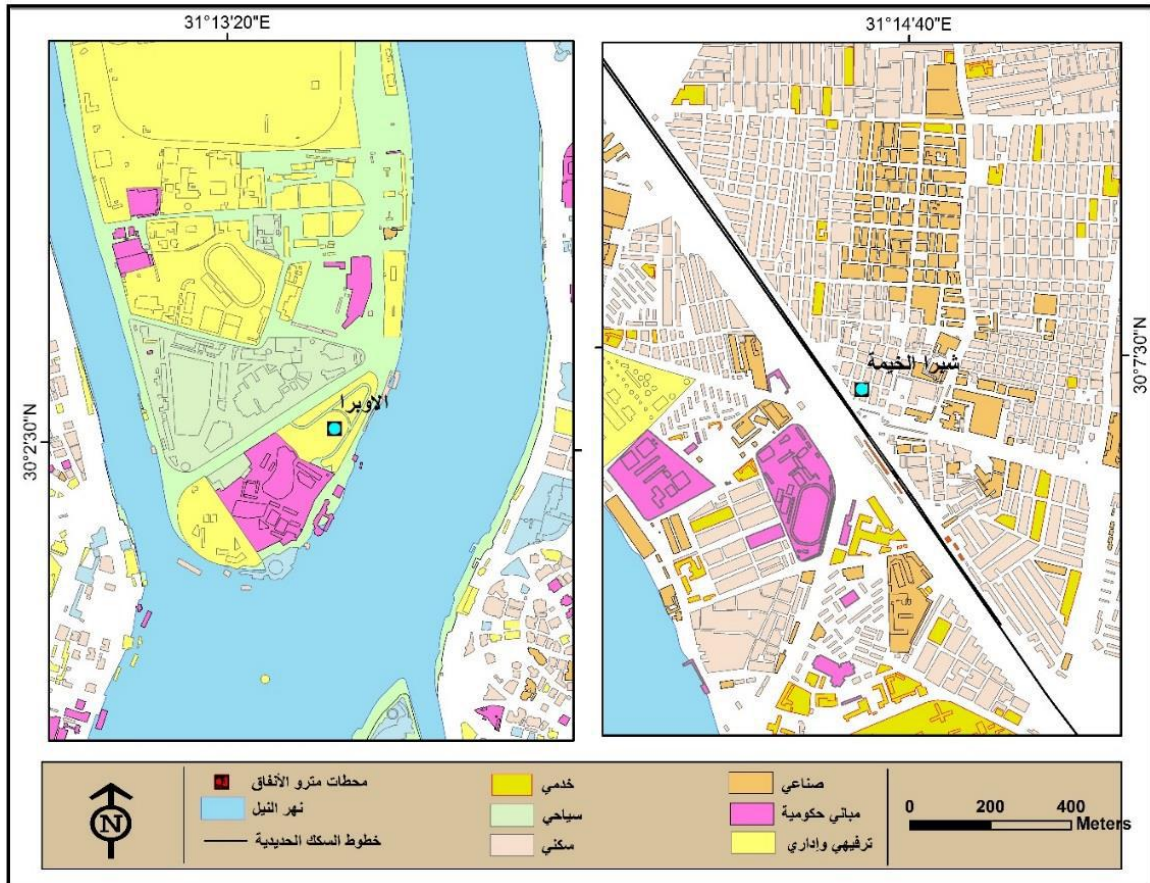 31°13'20"E
31°14'40"E
30°2'30"N
30°7'30"N
الاوبرا
شبرا الخيمة
محطات مترو الأنفاق
نهر النيل
خطوط السكك الحديدية
خدمي
سياحي
سكني
صناعي
مباني حكومية
ترفيهي وإداري
N
0 200 400
Meters